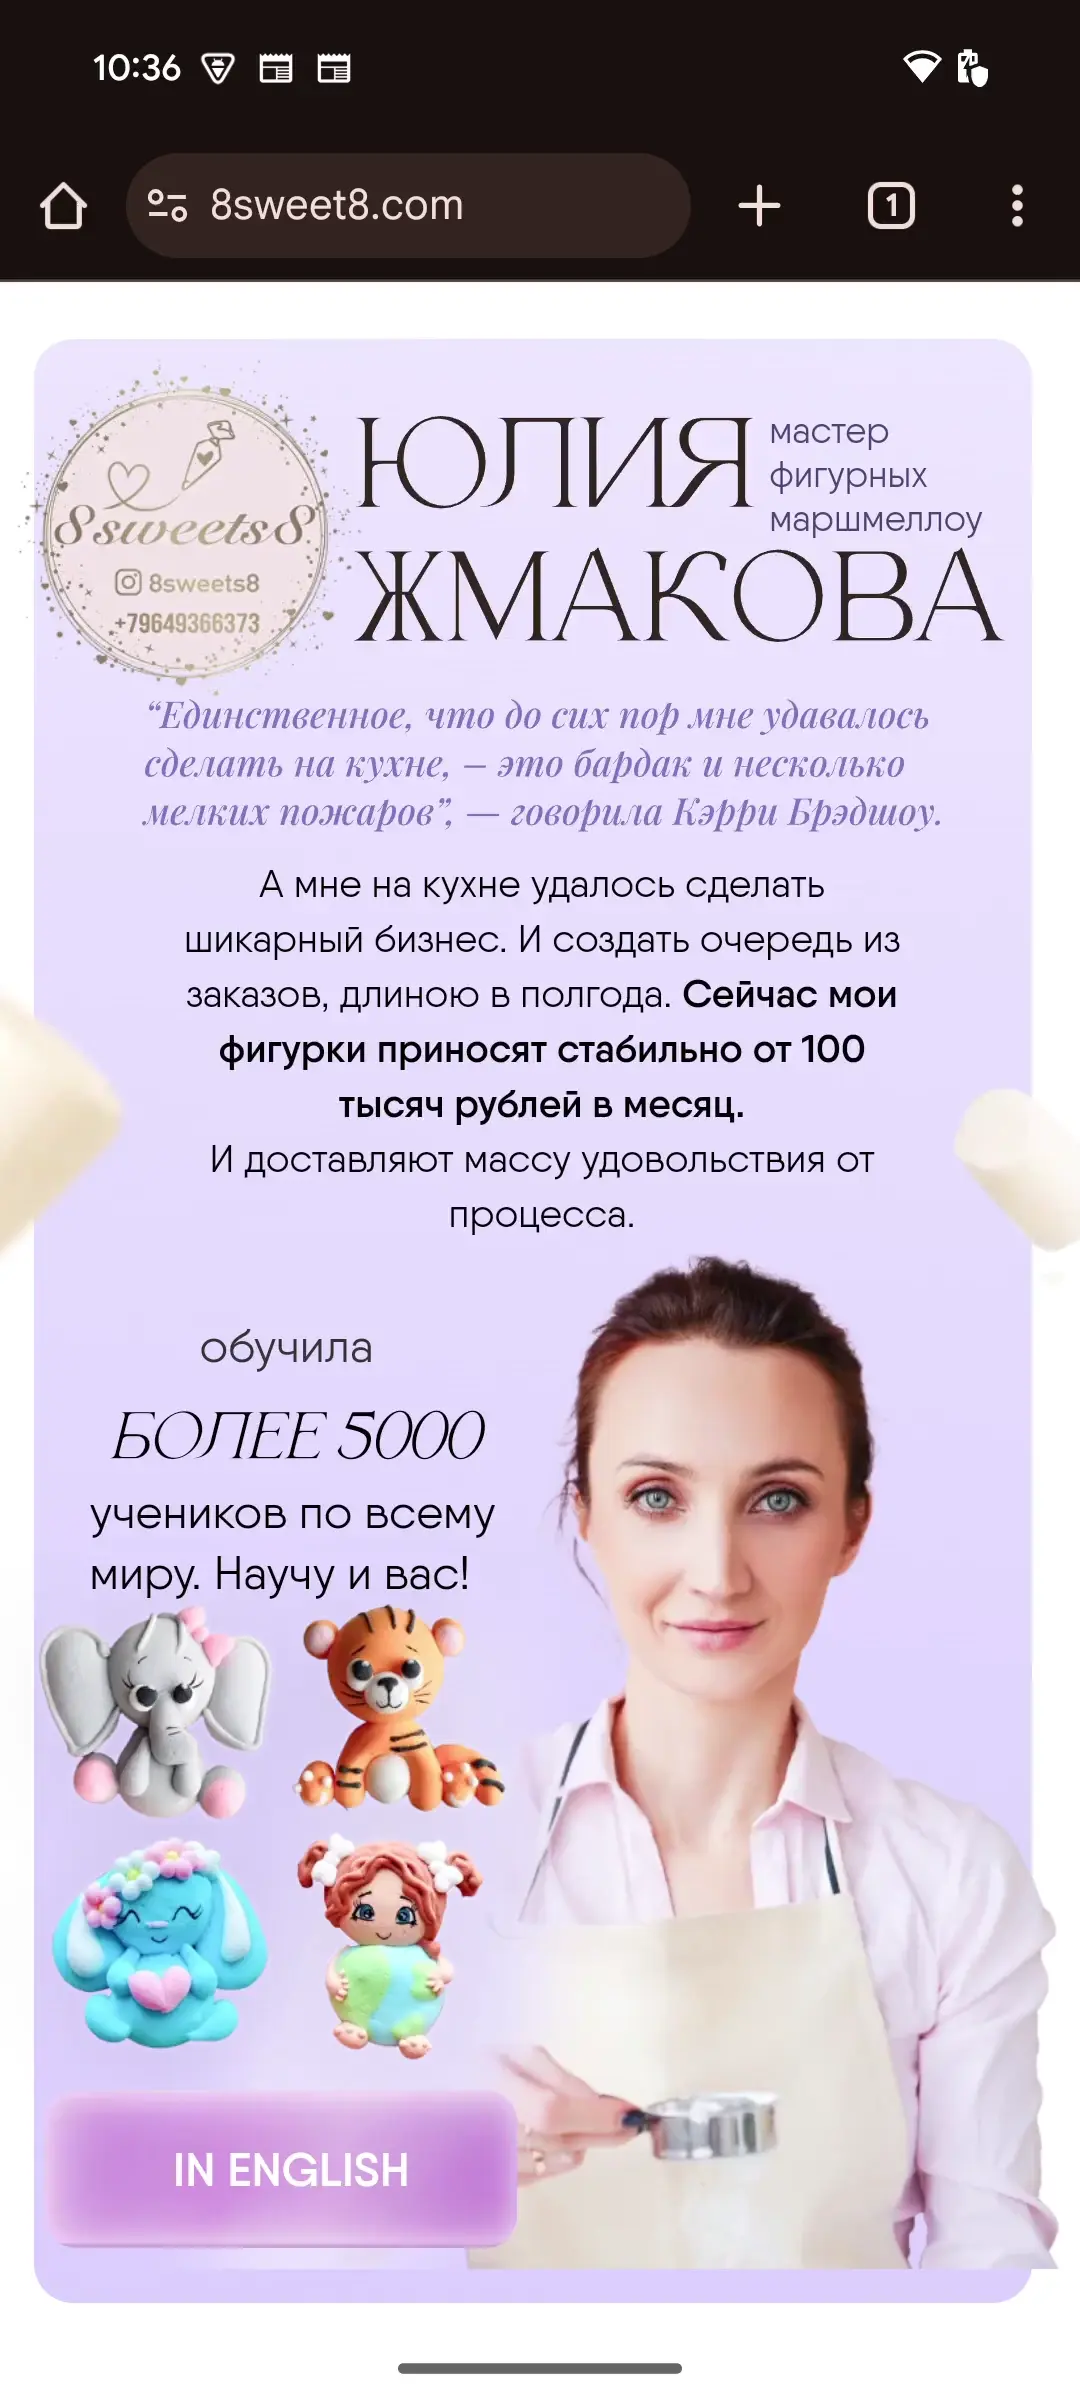 10:36
8sweet8.com
1
8sweets8
8sweets8
+79649366373
ЮЛИЯ
мастер
фигурных
маршмеллоу
ЖМАКОВА
“Единственное, что до сих пор мне удавалось
сделать на кухне, – это бардак и несколько
мелких пожаров”, — говорила Кэрри Брэдшоу.
А мне на кухне удалось сделать
шикарный бизнес. И создать очередь из
заказов, длиною в полгода. Сейчас мои
фигурки приносят стабильно от 100
тысяч рублей в месяц.
И доставляют массу удовольствия от
процесса.
обучила
БОЛЕЕ 5000
учеников по всему
миру. Научу и вас!
IN ENGLISH